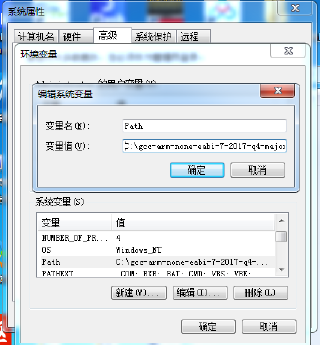 系统属性
计算机名 硬件 高级 系统保护 远程
环境变量
编辑系统变量
变量名(N): Path
变量值(V): C:\gcc-arm-none-eabi-7-2017-q4-major
确定 取消
系统变量(S)
变量 值
NUMBER_OF_PR... 4
OS Windows_NT
Path C:\gcc-arm-none-eabi-7-2017-q4-...
PATHEXT .COM;.EXE;.BAT;.CMD;.VBS;.VBE;
新建(W)... 编辑(I)... 删除(L)
确定 取消